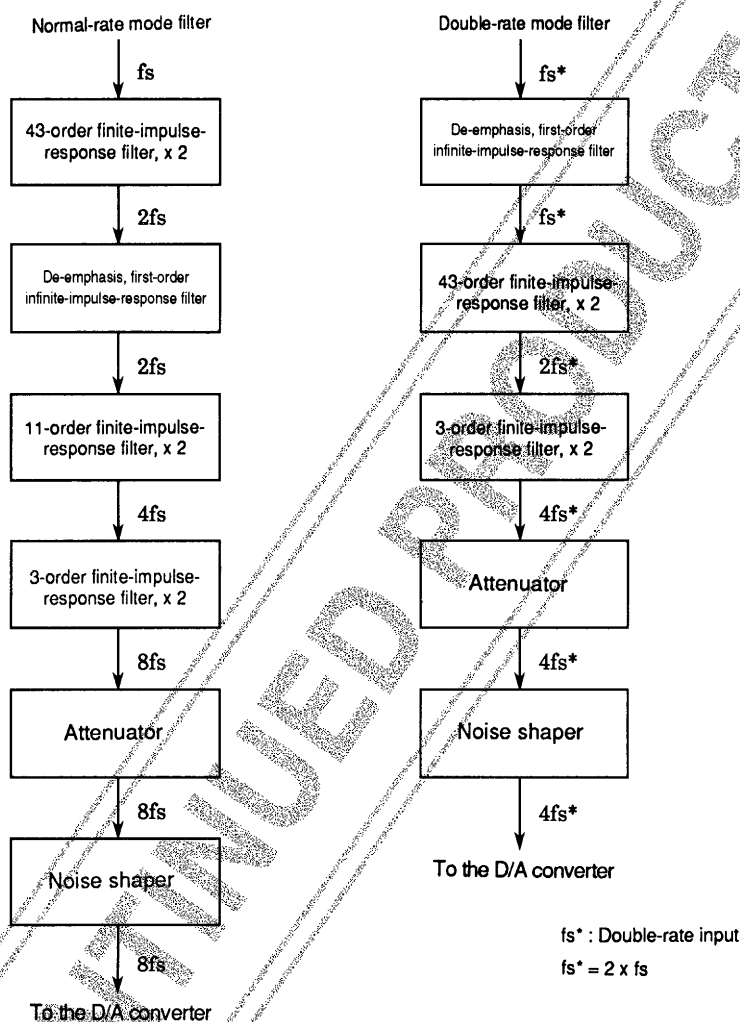 Normal-rate mode filter
fs
43-order finite-impulse-
response filter, x 2
2fs
De-emphasis, first-order
infinite-impulse-response filter
2fs
11-order finite-impulse-
response filter, x 2
4fs
3-order finite-impulse-
response filter, x 2
8fs
Attenuator
8fs
Noise shaper
8fs
To the D/A converter
Double-rate mode filter
fs*
De-emphasis, first-order
infinite-impulse-response filter
fs*
43-order finite-impulse-
response filter, x 2
2fs*
3-order finite-impulse-
response filter, x 2
4fs*
Attenuator
4fs*
Noise shaper
4fs*
To the D/A converter
fs* : Double-rate input
fs* = 2 x fs
NTINUED PRODUCT